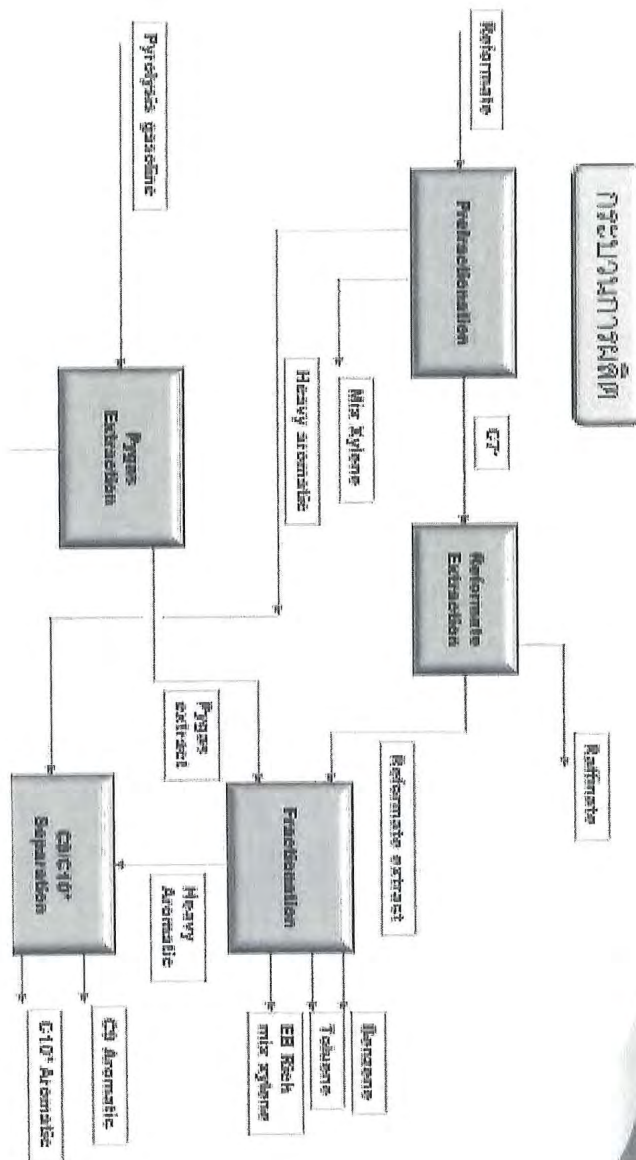 กระบวนการผลิต
Reformate
Prefractionation
C7-
Reformate
Extraction
Raffinate
Mix Xylene
Heavy aromatic
Reformate extract
Pyrolysis gasoline
Pygas
Extraction
Pygas
extract
Fractionation
Benzene
Toluene
EB Rich
mix xylene
Heavy
Aromatic
C9/C10+
Separation
C9 Aromatic
C10+ Aromatic